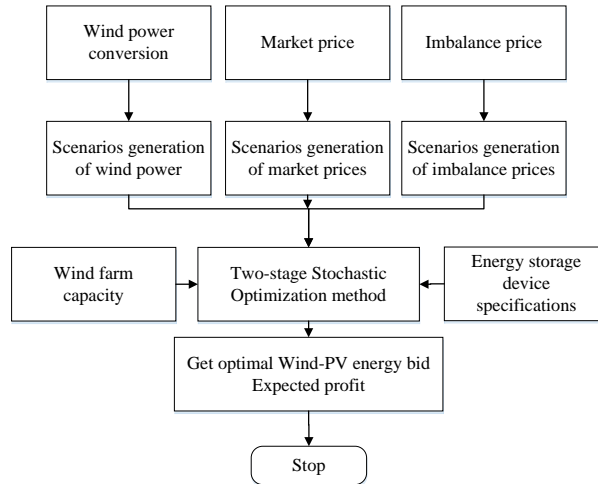 Wind power
conversion
Market price
Imbalance price
Scenarios generation
of wind power
Scenarios generation
of market prices
Scenarios generation
of imbalance prices
Wind farm
capacity
Two-stage Stochastic
Optimization method
Energy storage
device
specifications
Get optimal Wind-PV energy bid
Expected profit
Stop